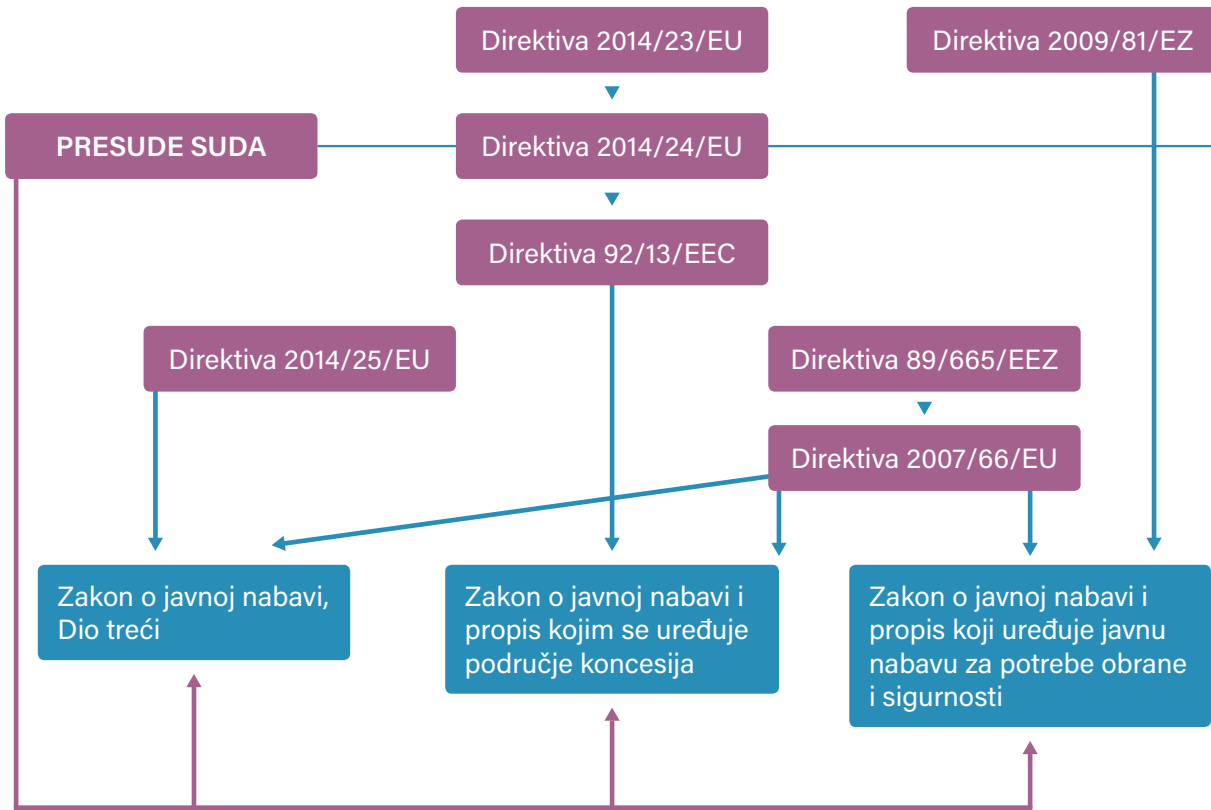 Direktiva 2014/23/EU
Direktiva 2009/81/EZ
PRESUDE SUDA
Direktiva 2014/24/EU
Direktiva 92/13/EEC
Direktiva 2014/25/EU
Direktiva 89/665/EEZ
Direktiva 2007/66/EU
Zakon o javnoj nabavi,
Dio treći
Zakon o javnoj nabavi i
propis kojim se uređuje
područje koncesija
Zakon o javnoj nabavi i
propis koji uređuje javnu
nabavu za potrebe obrane
i sigurnosti